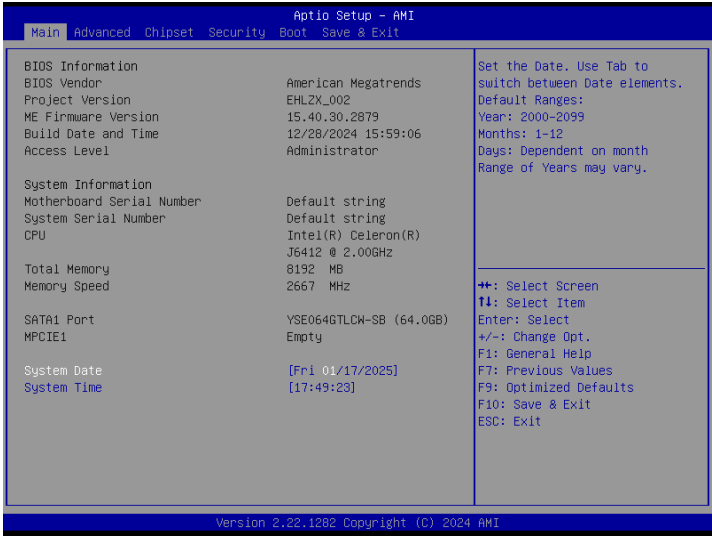 Aptio Setup – AMI
Main Advanced Chipset Security Boot Save & Exit
BIOS Information
BIOS Vendor American Megatrends
Project Version EHLZX_002
ME Firmware Version 15.40.30.2879
Build Date and Time 12/28/2024 15:59:06
Access Level Administrator
System Information
Motherboard Serial Number Default string
System Serial Number Default string
CPU Intel(R) Celeron(R)
J6412 @ 2.00GHz
Total Memory 8192 MB
Memory Speed 2667 MHz
SATA1 Port YSE064GTLCW-SB (64.0GB)
MPCIE1 Empty
System Date [Fri 01/17/2025]
System Time [17:49:23]
Set the Date. Use Tab to
switch between Date elements.
Default Ranges:
Year: 2000-2099
Months: 1-12
Days: Dependent on month
Range of Years may vary.
→←: Select Screen
↑↓: Select Item
Enter: Select
+/-: Change Opt.
F1: General Help
F7: Previous Values
F9: Optimized Defaults
F10: Save & Exit
ESC: Exit
Version 2.22.1282 Copyright (C) 2024 AMI